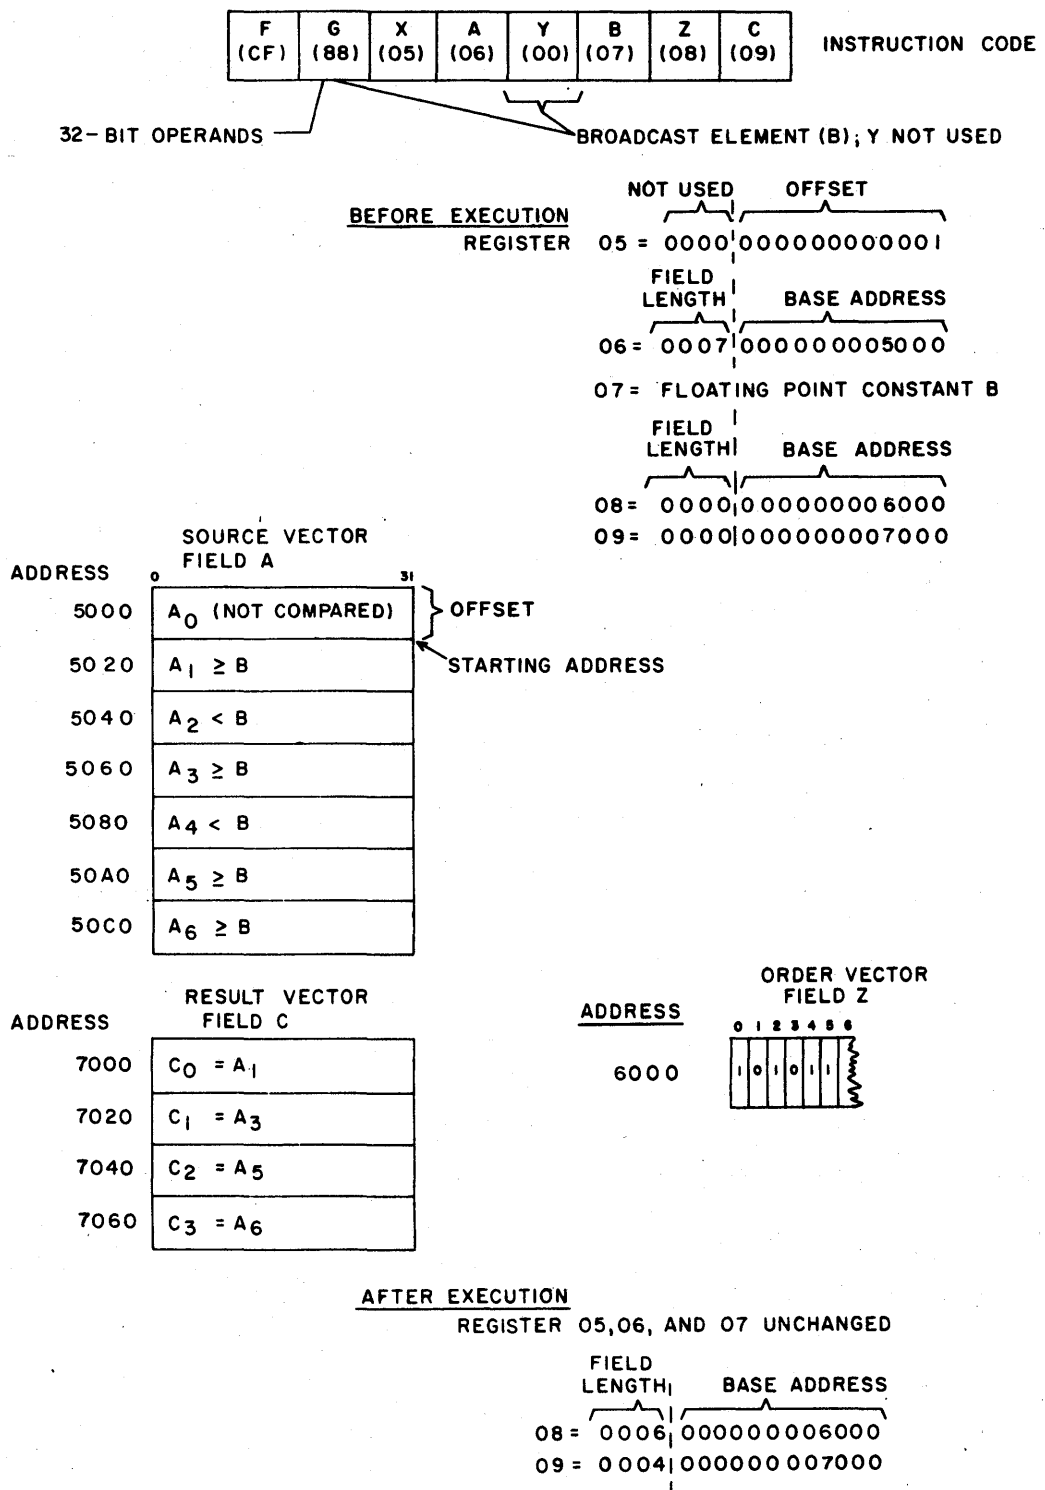 F G X A Y B Z C
(CF) (88) (05) (06) (00) (07) (08) (09) INSTRUCTION CODE
32-BIT OPERANDS BROADCAST ELEMENT (B); Y NOT USED
NOT USED OFFSET
BEFORE EXECUTION
REGISTER 05 = 0000 000000000001
FIELD
LENGTH BASE ADDRESS
06 = 0007 000000005000
07 = FLOATING POINT CONSTANT B
FIELD
LENGTH BASE ADDRESS
08 = 0000 000000006000
09 = 0000 000000007000
SOURCE VECTOR
FIELD A
ADDRESS 0 31
5000 A0 (NOT COMPARED) OFFSET
STARTING ADDRESS
5020 A1 ≥ B
5040 A2 < B
5060 A3 ≥ B
5080 A4 < B
50A0 A5 ≥ B
50C0 A6 ≥ B
RESULT VECTOR
FIELD C
ADDRESS
7000 C0 = A1
7020 C1 = A3
7040 C2 = A5
7060 C3 = A6
ORDER VECTOR
FIELD Z
ADDRESS
0 1 2 3 4 5 6
6000 1 0 1 0 1 1
AFTER EXECUTION
REGISTER 05,06, AND 07 UNCHANGED
FIELD
LENGTH BASE ADDRESS
08 = 0006 000000006000
09 = 0004 000000007000